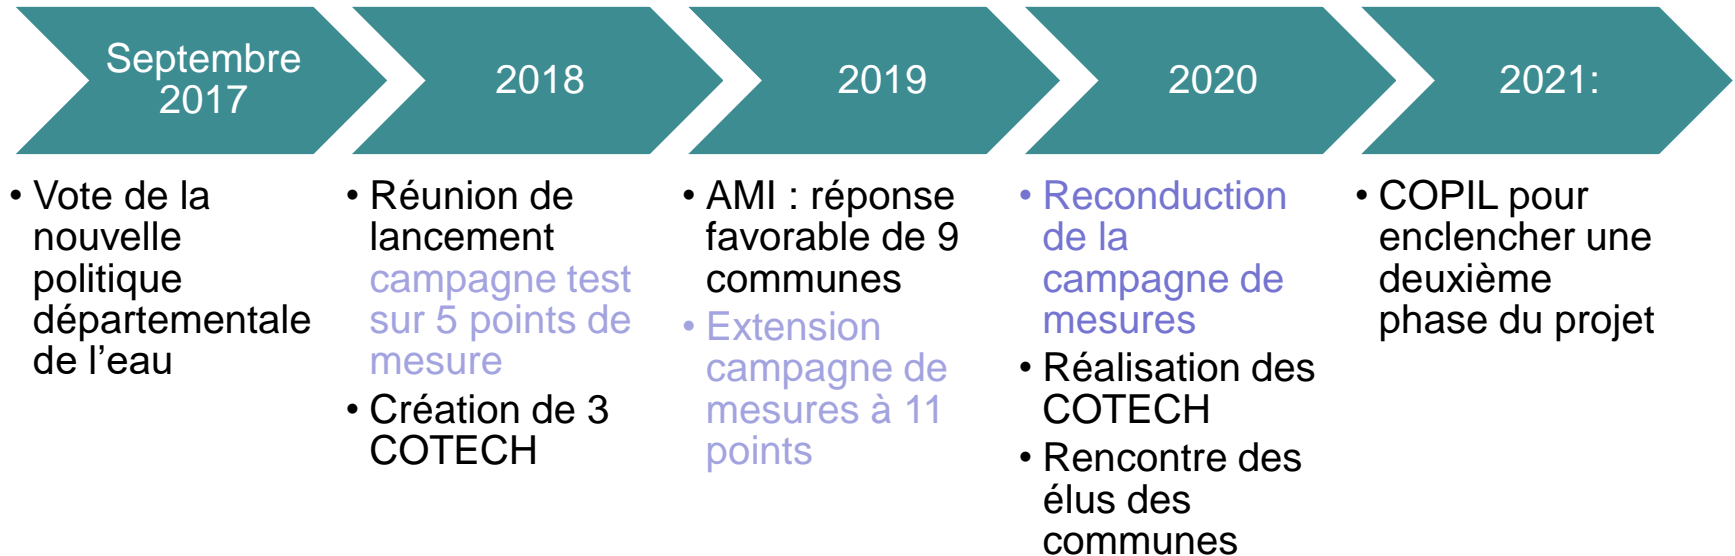 Septembre
2017
2018
2019
2020
2021:
• Vote de la
nouvelle
politique
départementale
de l’eau
• Réunion de
lancement
campagne test
sur 5 points de
mesure
• Création de 3
COTECH
• AMI : réponse
favorable de 9
communes
• Extension
campagne de
mesures à 11
points
• Reconduction
de la
campagne de
mesures
• Réalisation des
COTECH
• Rencontre des
élus des
communes
• COPIL pour
enclencher une
deuxième
phase du projet